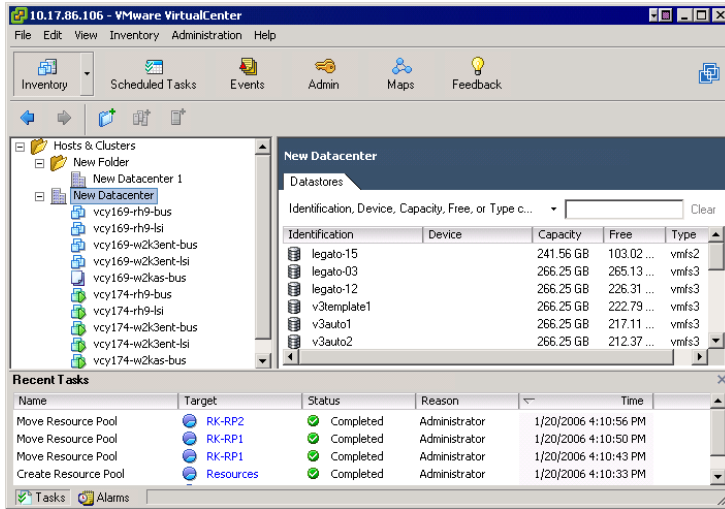 10.17.86.106 - VMware VirtualCenter
File Edit View Inventory Administration Help
Inventory Scheduled Tasks Events Admin Maps Feedback
Hosts & Clusters
New Folder
New Datacenter 1
New Datacenter
vcy169-rh9-bus
vcy169-rh9-lsi
vcy169-w2k3ent-bus
vcy169-w2k3ent-lsi
vcy169-w2kas-bus
vcy174-rh9-bus
vcy174-rh9-lsi
vcy174-w2k3ent-bus
vcy174-w2k3ent-lsi
vcy174-w2kas-bus
New Datacenter
Datastores
Identification, Device, Capacity, Free, or Type c... Clear
Identification Device Capacity Free Type
legato-15 241.56 GB 103.02 ... vmfs2
legato-03 266.25 GB 265.13 ... vmfs3
legato-12 266.25 GB 226.31 ... vmfs3
v3template1 266.25 GB 222.79 ... vmfs3
v3auto1 266.25 GB 217.11 ... vmfs3
v3auto2 266.25 GB 212.37 ... vmfs3
Recent Tasks
Name Target Status Reason Time
Move Resource Pool RK-RP2 Completed Administrator 1/20/2006 4:10:56 PM
Move Resource Pool RK-RP1 Completed Administrator 1/20/2006 4:10:50 PM
Move Resource Pool RK-RP1 Completed Administrator 1/20/2006 4:10:43 PM
Create Resource Pool Resources Completed Administrator 1/20/2006 4:10:33 PM
Tasks Alarms